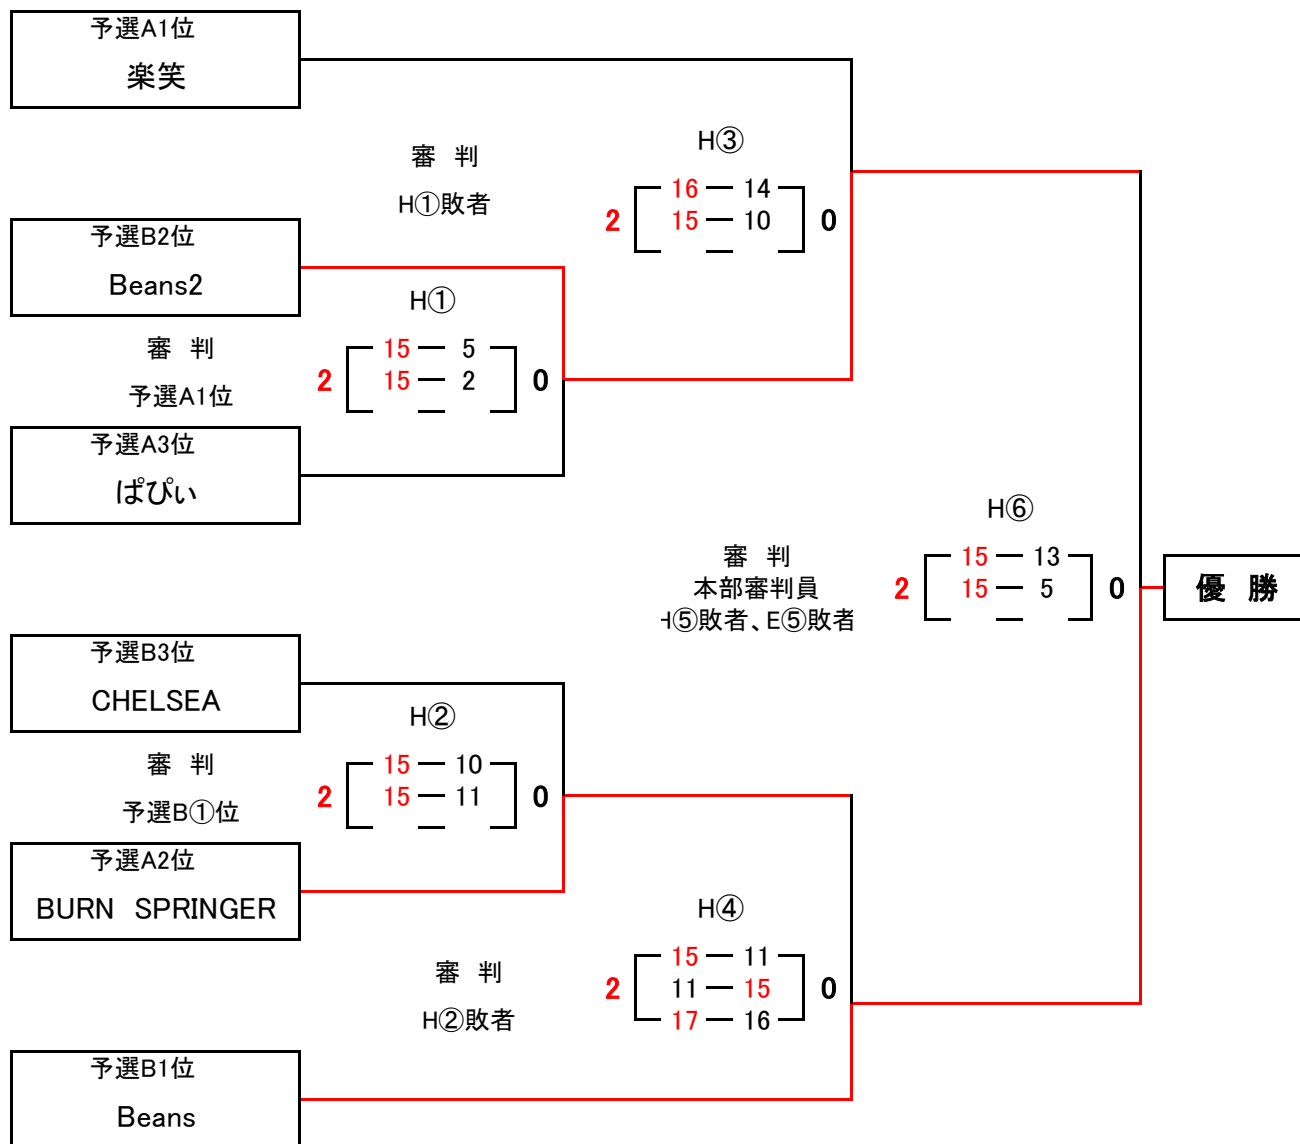 予選A1位
楽笑
H③
審 判
H①敗者
16 — 14
2 15 — 10 0
—
予選B2位
Beans2
H①
審 判
予選A1位
15 — 5
2 15 — 2 0
—
予選A3位
ぱぴぃ
H⑥
審 判
本部審判員
H⑤敗者、E⑤敗者
15 — 13
2 15 — 5 0
—
優 勝
予選B3位
CHELSEA
H②
審 判
予選B①位
15 — 10
2 15 — 11 0
—
予選A2位
BURN SPRINGER
H④
審 判
H②敗者
15 — 11
2 11 — 15 0
17 — 16
予選B1位
Beans